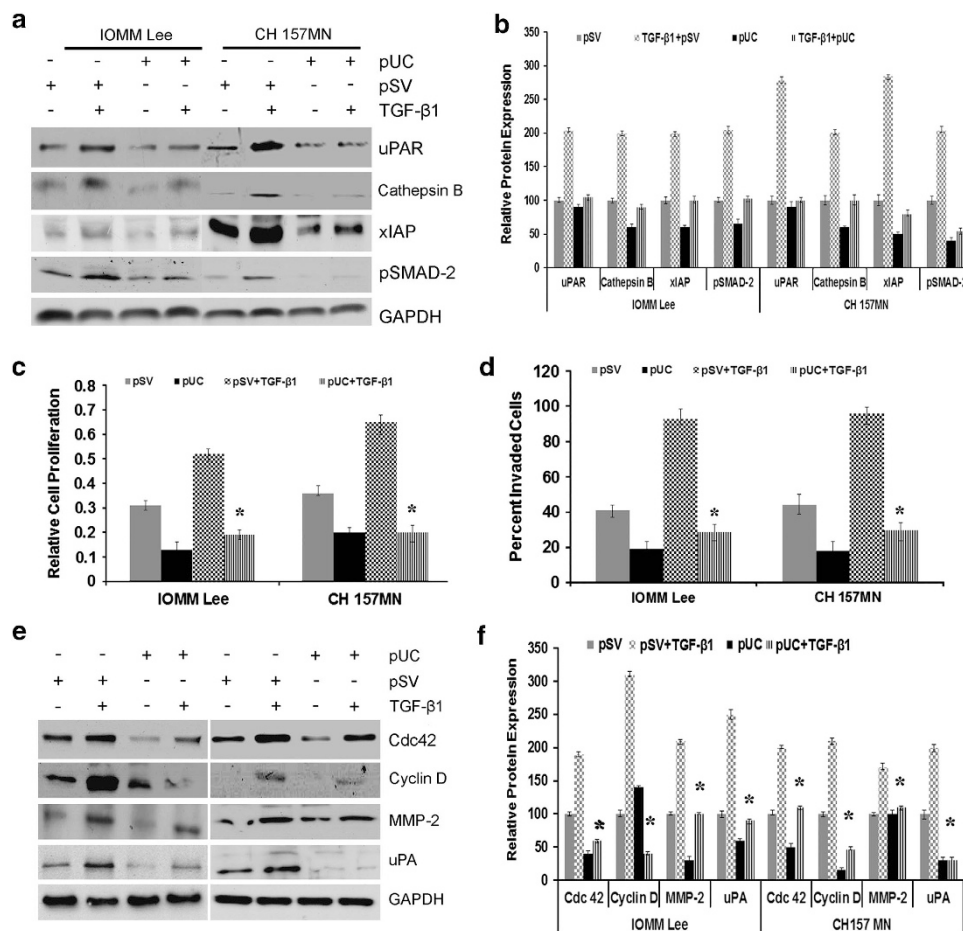 a
IOMM Lee CH 157MN
- - + + - - + + pUC
+ + - - + + - - pSV
- + - + - + - + TGF-β1
uPAR
Cathepsin B
xIAP
pSMAD-2
GAPDH
b
pSV TGF-β1+pSV pUC TGF-β1+pUC
Relative Protein Expression
350
300
250
200
150
100
50
0
uPAR Cathepsin B xIAP pSMAD-2 uPAR Cathepsin B xIAP pSMAD-2
IOMM Lee CH 157MN
c
pSV pUC pSV+TGF-β1 pUC+TGF-β1
Relative Cell Proliferation
0.8
0.7
0.6
0.5
0.4
0.3
0.2
0.1
0
* *
IOMM Lee CH 157MN
d
pSV pUC pSV+TGF-β1 pUC+TGF-β1
Percent Invaded Cells
120
100
80
60
40
20
0
* *
IOMM Lee CH 157MN
e
- - + + - - + + pUC
+ + - - + + - - pSV
- + - + - + - + TGF-β1
Cdc42
Cyclin D
MMP-2
uPA
GAPDH
f
pSV pSV+TGF-β1 pUC pUC+TGF-β1
Relative Protein Expression
350
300
250
200
150
100
50
0
* * * * * * * *
Cdc 42 Cyclin D MMP-2 uPA Cdc 42 Cyclin D MMP-2 uPA
IOMM Lee CH157 MN